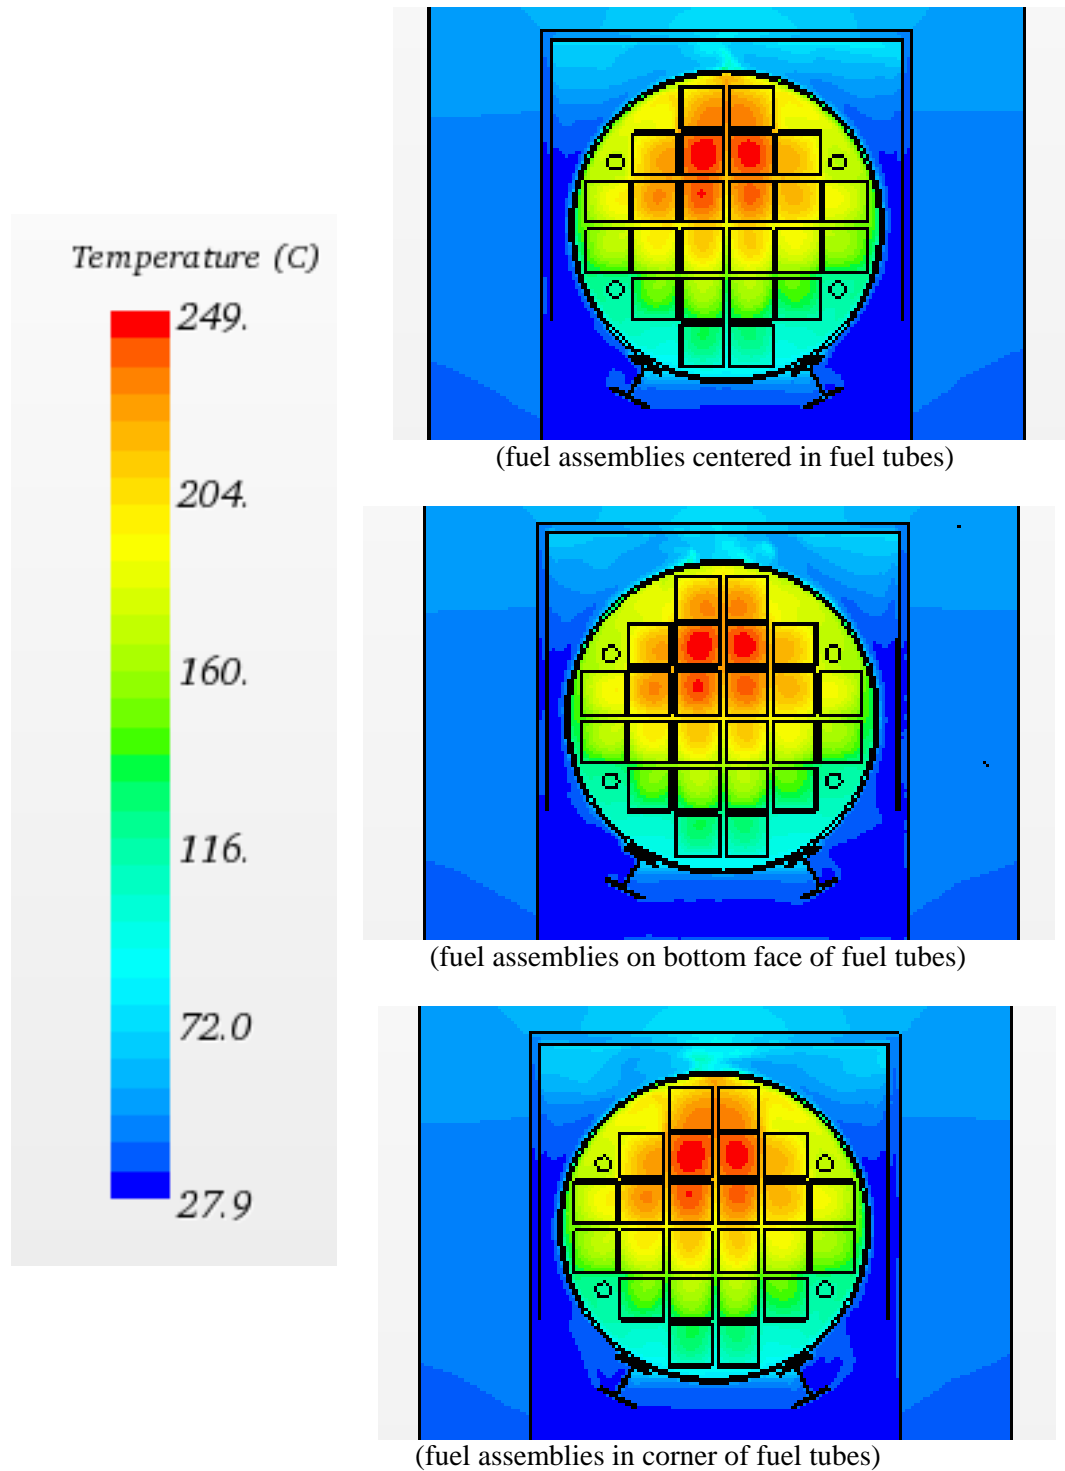 Temperature (C)
249.
204.
160.
116.
72.0
27.9
(fuel assemblies centered in fuel tubes)
(fuel assemblies on bottom face of fuel tubes)
(fuel assemblies in corner of fuel tubes)